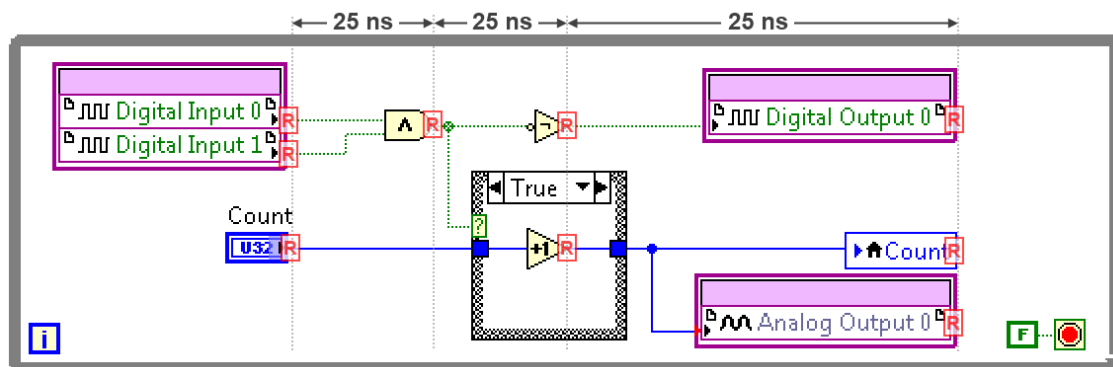 25 ns 25 ns 25 ns
Digital Input 0 R
Digital Input 1 R
∧ R
¬ R
Digital Output 0 R
True
?
Count
U32 R
+1 R
Count R
Analog Output 0 R
i
F